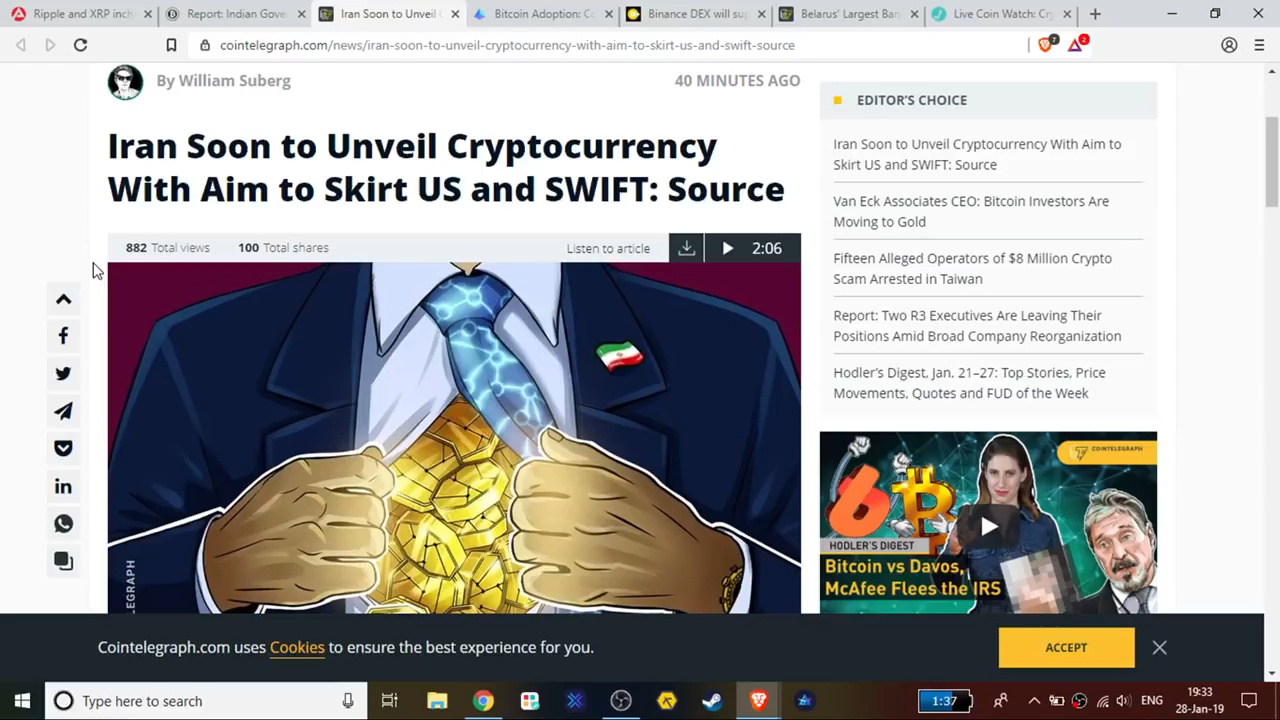 Ripple and XRP incl
Report: Indian Gove
Iran Soon to Unveil
Bitcoin Adoption: Co
Binance DEX will sup
Belarus' Largest Ban
Live Coin Watch: Cry
cointelegraph.com/news/iran-soon-to-unveil-cryptocurrency-with-aim-to-skirt-us-and-swift-source
7
2
By William Suberg
40 MINUTES AGO
Iran Soon to Unveil Cryptocurrency
With Aim to Skirt US and SWIFT: Source
882 Total views
100 Total shares
Listen to article
2:06
EDITOR'S CHOICE
Iran Soon to Unveil Cryptocurrency With Aim to
Skirt US and SWIFT: Source
Van Eck Associates CEO: Bitcoin Investors Are
Moving to Gold
Fifteen Alleged Operators of $8 Million Crypto
Scam Arrested in Taiwan
Report: Two R3 Executives Are Leaving Their
Positions Amid Broad Company Reorganization
Hodler's Digest, Jan. 21–27: Top Stories, Price
Movements, Quotes and FUD of the Week
COINTELEGRAPH
HODLER'S DIGEST
Bitcoin vs Davos,
McAfee Flees the IRS
Cointelegraph.com uses Cookies to ensure the best experience for you.
ACCEPT
Type here to search
1:37
ENG
19:33
28-Jan-19